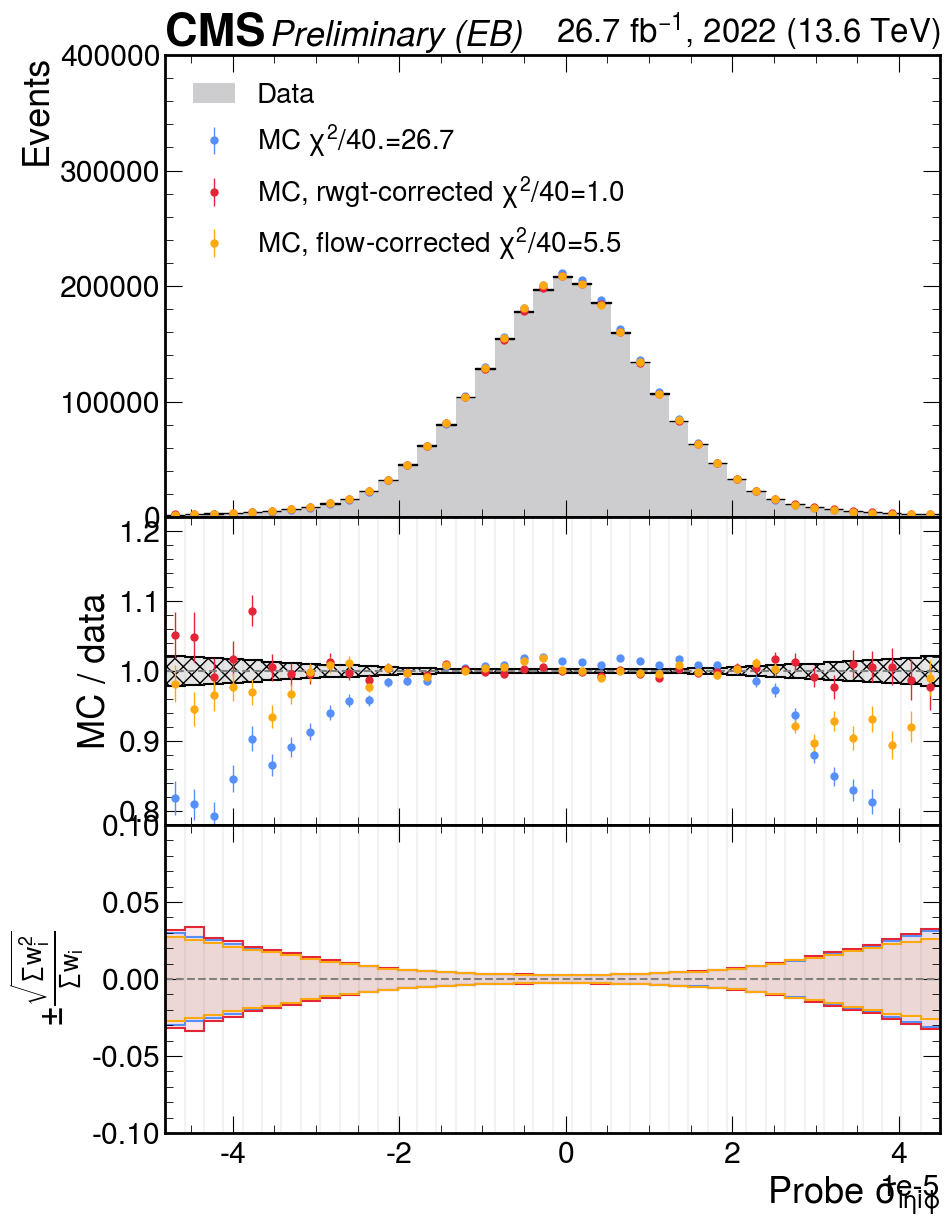 CMS Preliminary (EB) 26.7 fb⁻¹, 2022 (13.6 TeV)
Events
400000
300000
200000
100000
0
Data
MC χ²/40.=26.7
MC, rwgt-corrected χ²/40=1.0
MC, flow-corrected χ²/40=5.5
MC / data
1.2
1.1
1.0
0.9
0.8
± √Σwᵢ² / Σwᵢ
0.10
0.05
0.00
-0.05
-0.10
-4 -2 0 2 4
1e-5
Probe σiηiφ